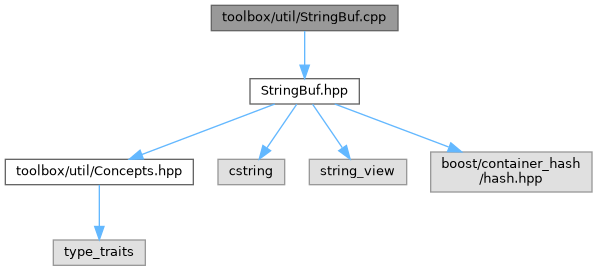 toolbox/util/StringBuf.cpp
StringBuf.hpp
toolbox/util/Concepts.hpp
cstring
string_view
boost/container_hash
/hash.hpp
type_traits